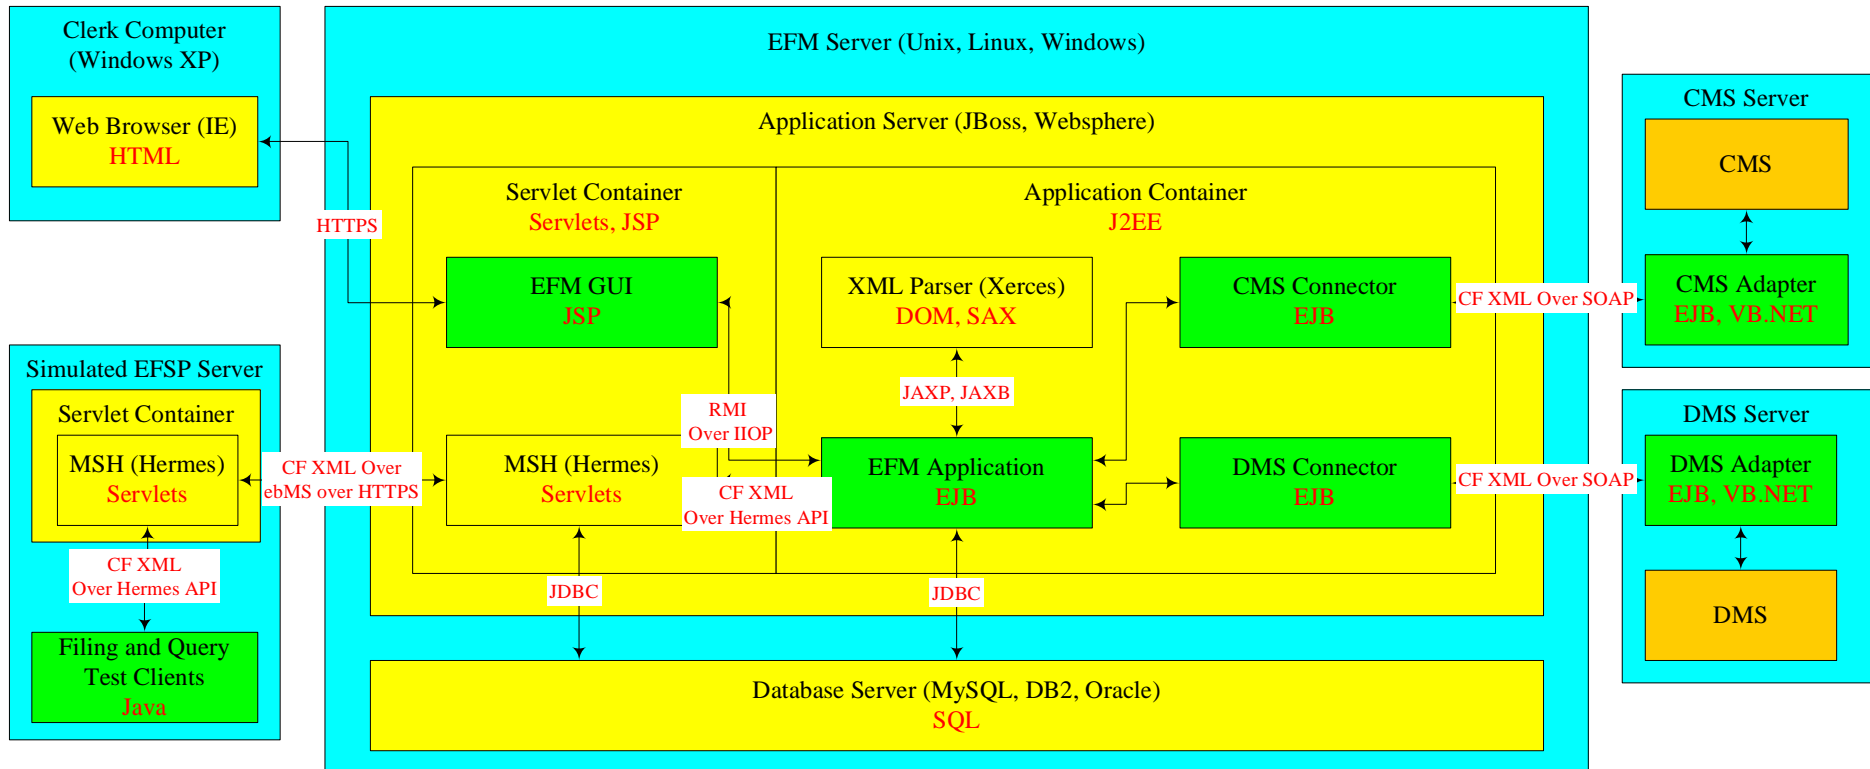 Clerk Computer
(Windows XP)
Web Browser (IE)
HTML
HTTPS
Simulated EFSP Server
Servlet Container
MSH (Hermes)
Servlets
CF XML Over
ebMS over HTTPS
CF XML
Over Hermes API
Filing and Query
Test Clients
Java
EFM Server (Unix, Linux, Windows)
Application Server (JBoss, Websphere)
Servlet Container
Servlets, JSP
EFM GUI
JSP
RMI
Over IIOP
MSH (Hermes)
Servlets
CF XML
Over Hermes API
JDBC
Application Container
J2EE
XML Parser (Xerces)
DOM, SAX
JAXP, JAXB
EFM Application
EJB
JDBC
CMS Connector
EJB
DMS Connector
EJB
Database Server (MySQL, DB2, Oracle)
SQL
CF XML Over SOAP
CF XML Over SOAP
CMS Server
CMS
CMS Adapter
EJB, VB.NET
DMS Server
DMS Adapter
EJB, VB.NET
DMS